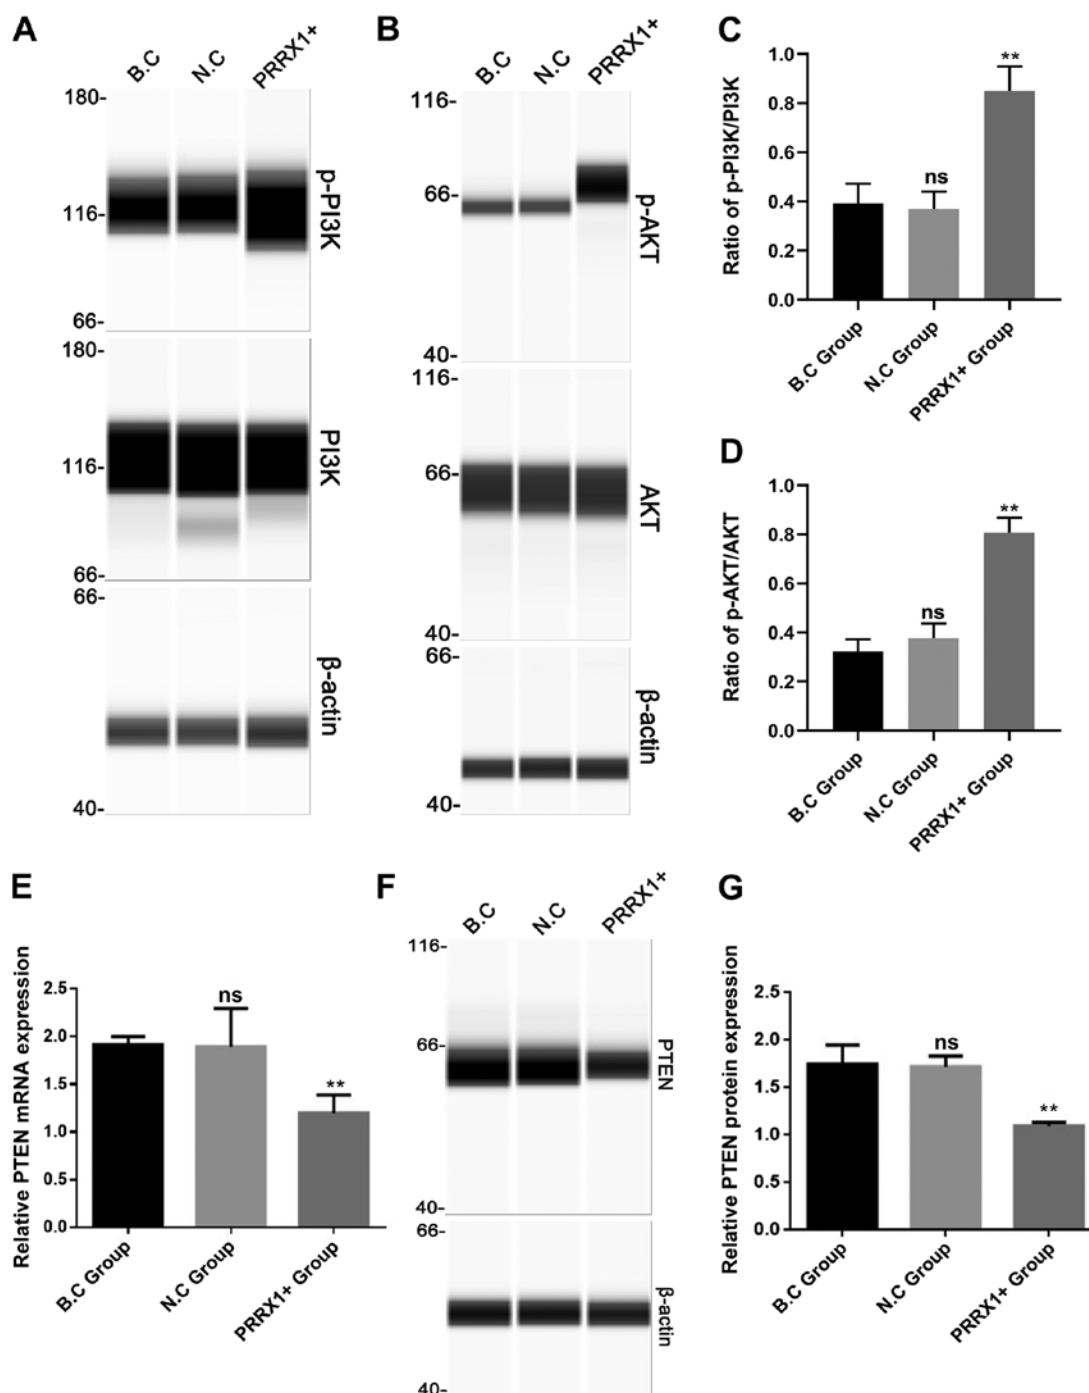 A
B.C N.C PRRX1+
180-
116-
66-
p-PI3K
180-
116-
66-
PI3K
66-
40-
β-actin
B
B.C N.C PRRX1+
116-
66-
40-
p-AKT
116-
66-
40-
AKT
66-
40-
β-actin
C
Ratio of p-PI3K/PI3K
1.0
0.8
0.6
0.4
0.2
0.0
ns
**
B.C Group
N.C Group
PRRX1+ Group
D
Ratio of p-AKT/AKT
1.0
0.8
0.6
0.4
0.2
0.0
ns
**
B.C Group
N.C Group
PRRX1+ Group
E
Relative PTEN mRNA expression
2.5
2.0
1.5
1.0
0.5
0.0
ns
**
B.C Group
N.C Group
PRRX1+ Group
F
B.C N.C PRRX1+
116-
66-
40-
PTEN
66-
40-
β-actin
G
Relative PTEN protein expression
2.5
2.0
1.5
1.0
0.5
0.0
ns
**
B.C Group
N.C Group
PRRX1+ Group